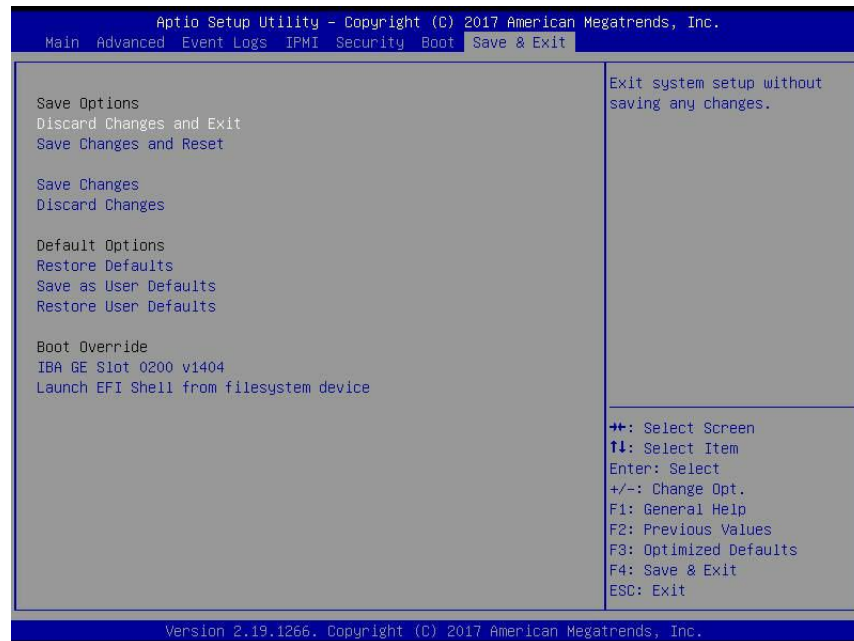 Aptio Setup Utility – Copyright (C) 2017 American Megatrends, Inc.
Main Advanced Event Logs IPMI Security Boot Save & Exit
Save Options
Discard Changes and Exit
Save Changes and Reset
Save Changes
Discard Changes
Default Options
Restore Defaults
Save as User Defaults
Restore User Defaults
Boot Override
IBA GE Slot 0200 v1404
Launch EFI Shell from filesystem device
Exit system setup without
saving any changes.
→←: Select Screen
↑↓: Select Item
Enter: Select
+/-: Change Opt.
F1: General Help
F2: Previous Values
F3: Optimized Defaults
F4: Save & Exit
ESC: Exit
Version 2.19.1266. Copyright (C) 2017 American Megatrends, Inc.